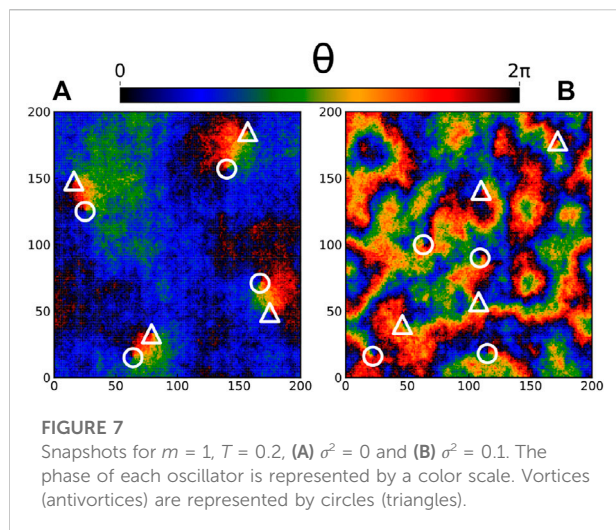 θ
0 2π
A B
200 200
150 150
100 100
50 50
0 0
0 50 100 150 200 0 50 100 150 200
FIGURE 7
Snapshots for m = 1, T = 0.2, (A) σ² = 0 and (B) σ² = 0.1. The
phase of each oscillator is represented by a color scale. Vortices
(antivortices) are represented by circles (triangles).